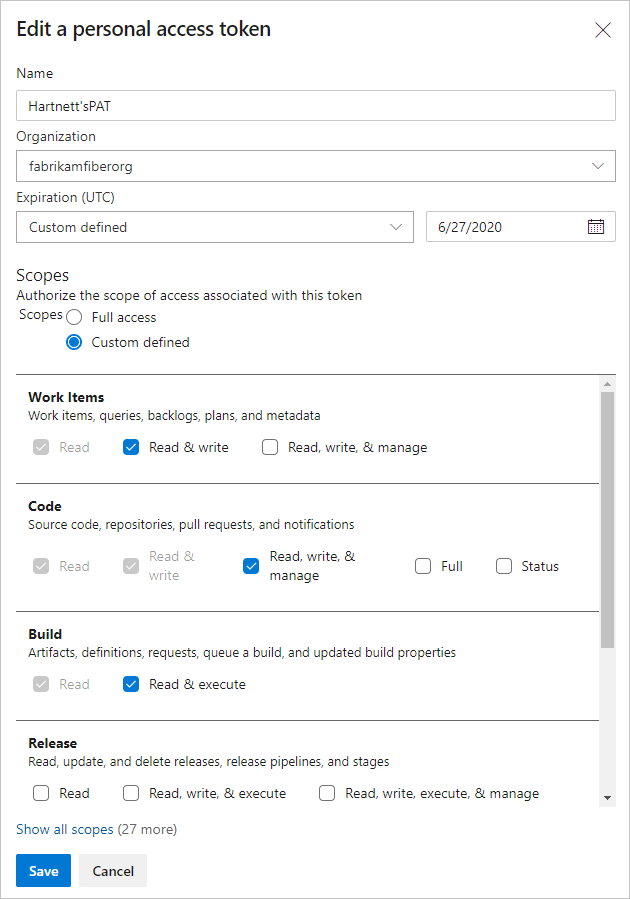 Edit a personal access token
Name
Hartnett'sPAT
Organization
fabrikamfiberorg
Expiration (UTC)
Custom defined
6/27/2020
Scopes
Authorize the scope of access associated with this token
Scopes
Full access
Custom defined
Work Items
Work items, queries, backlogs, plans, and metadata
Read
Read & write
Read, write, & manage
Code
Source code, repositories, pull requests, and notifications
Read
Read &
write
Read, write, &
manage
Full
Status
Build
Artifacts, definitions, requests, queue a build, and updated build properties
Read
Read & execute
Release
Read, update, and delete releases, release pipelines, and stages
Read
Read, write, & execute
Read, write, execute, & manage
Show all scopes (27 more)
Save
Cancel